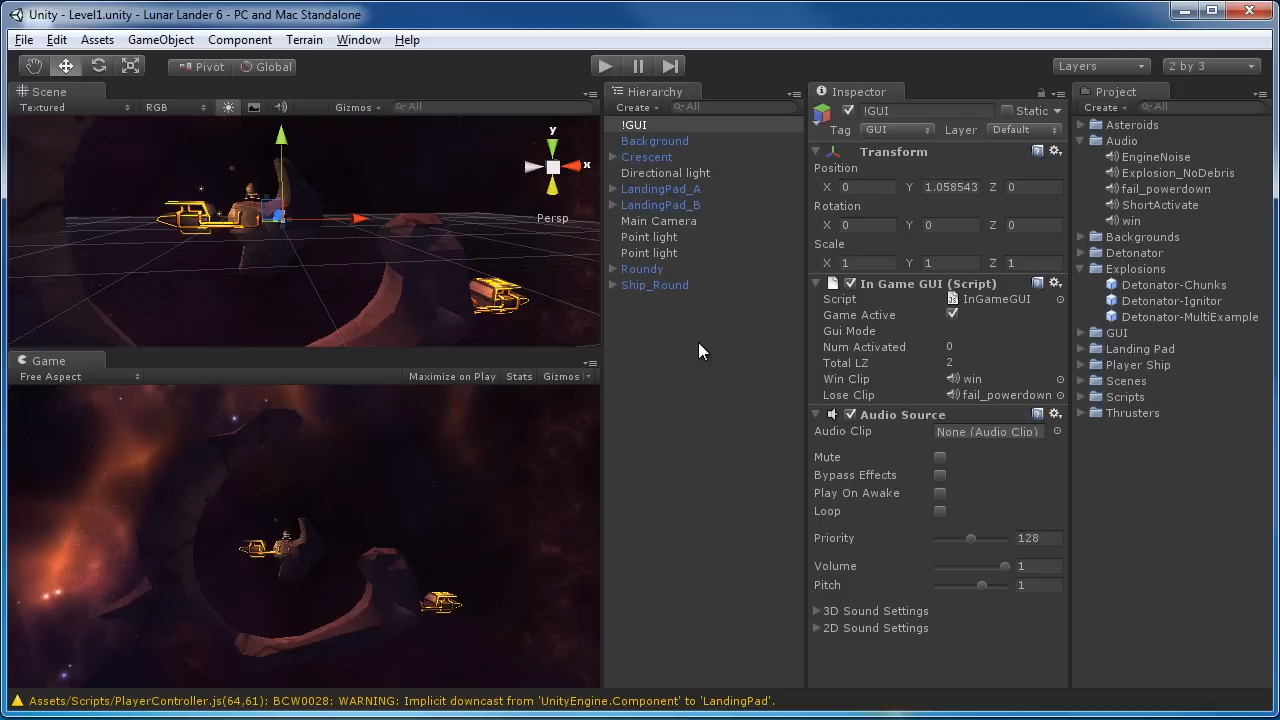 Unity - Level1.unity - Lunar Lander 6 - PC and Mac Standalone
File Edit Assets GameObject Component Terrain Window Help
Pivot Global Layers 2 by 3
Scene
Textured RGB Gizmos All
y
x
Persp
Game
Free Aspect Maximize on Play Stats Gizmos
Hierarchy
Create All
!GUI
Background
Crescent
Directional light
LandingPad_A
LandingPad_B
Main Camera
Point light
Point light
Roundy
Ship_Round
Inspector
!GUI Static
Tag GUI Layer Default
Transform
Position
X 0 Y 1.058543 Z 0
Rotation
X 0 Y 0 Z 0
Scale
X 1 Y 1 Z 1
In Game GUI (Script)
Script InGameGUI
Game Active
Gui Mode
Num Activated 0
Total LZ 2
Win Clip win
Lose Clip fail_powerdown
Audio Source
Audio Clip None (Audio Clip)
Mute
Bypass Effects
Play On Awake
Loop
Priority 128
Volume 1
Pitch 1
3D Sound Settings
2D Sound Settings
Project
Create All
Asteroids
Audio
EngineNoise
Explosion_NoDebris
fail_powerdown
ShortActivate
win
Backgrounds
Detonator
Explosions
Detonator-Chunks
Detonator-Ignitor
Detonator-MultiExample
GUI
Landing Pad
Player Ship
Scenes
Scripts
Thrusters
Assets/Scripts/PlayerController.js(64,61): BCW0028: WARNING: Implicit downcast from 'UnityEngine.Component' to 'LandingPad'.